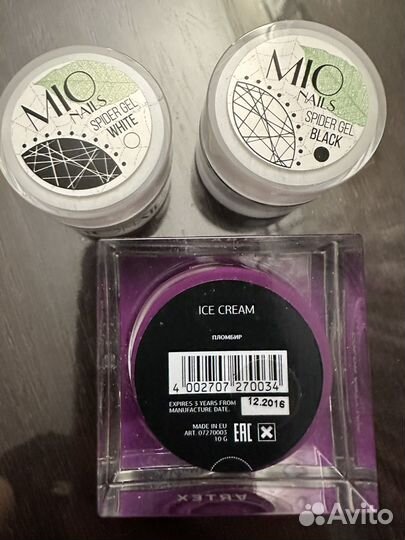 MIO
NAILS
SPIDER GEL
WHITE
MIO
NAILS
SPIDER GEL
BLACK
ICE CREAM
ПЛОМБИР
4 002707 270034
EXPIRES 3 YEARS FROM
MANUFACTURE DATE.
12.2016
MADE IN EU
ART. 07270003
10 G
EAC
ARTEX
Avito